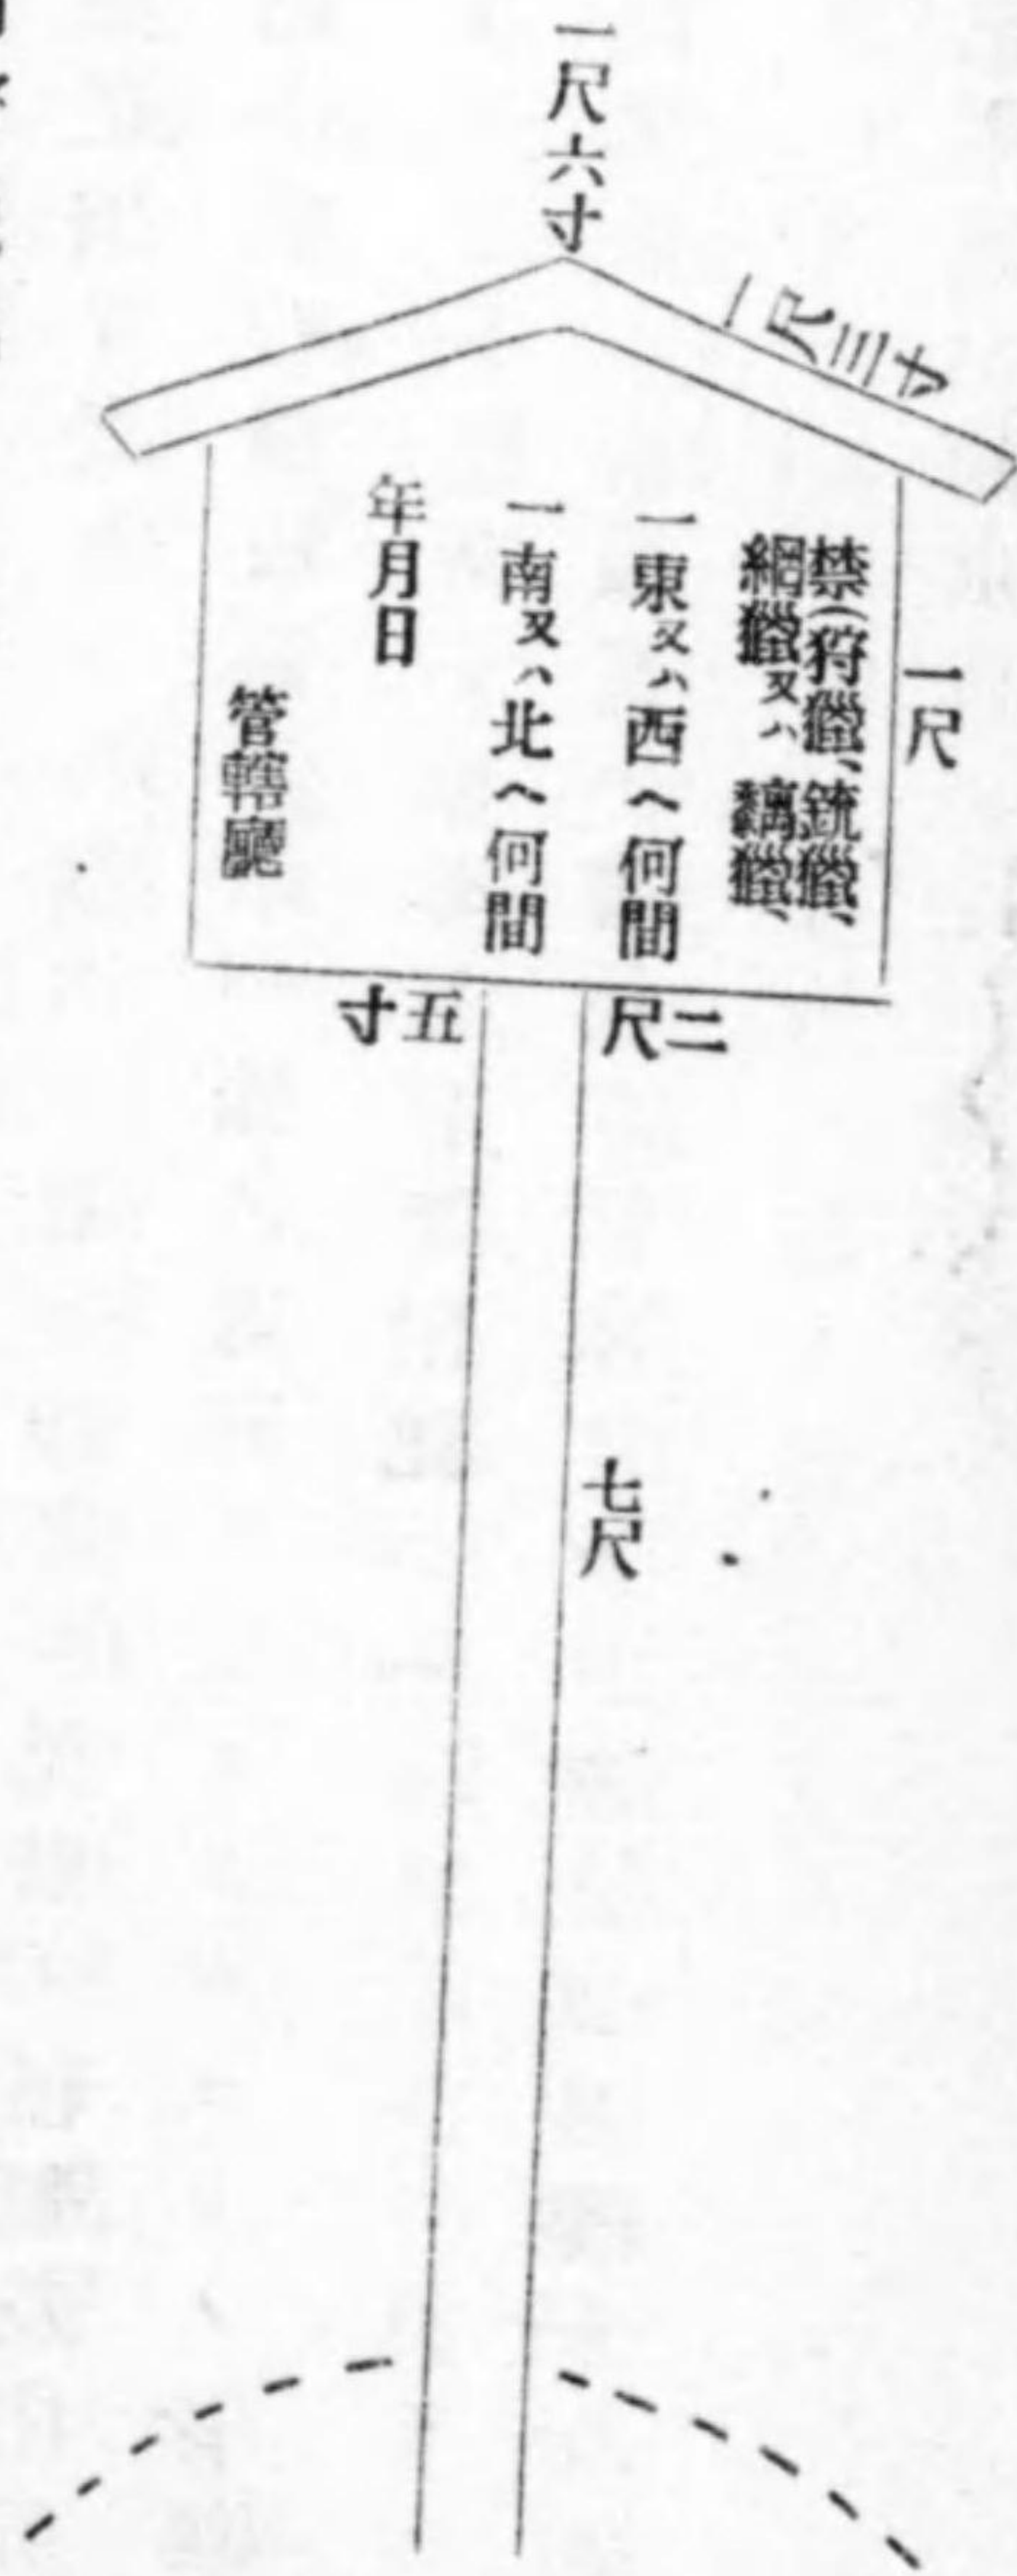 一尺六寸
一尺三寸
一尺
禁(狩獵、銃獵、
網獵又ハ黐獵、
一東又ハ西ヘ何間
一南又ハ北ヘ何間
年月日
管轄廳
二尺
五寸
七尺